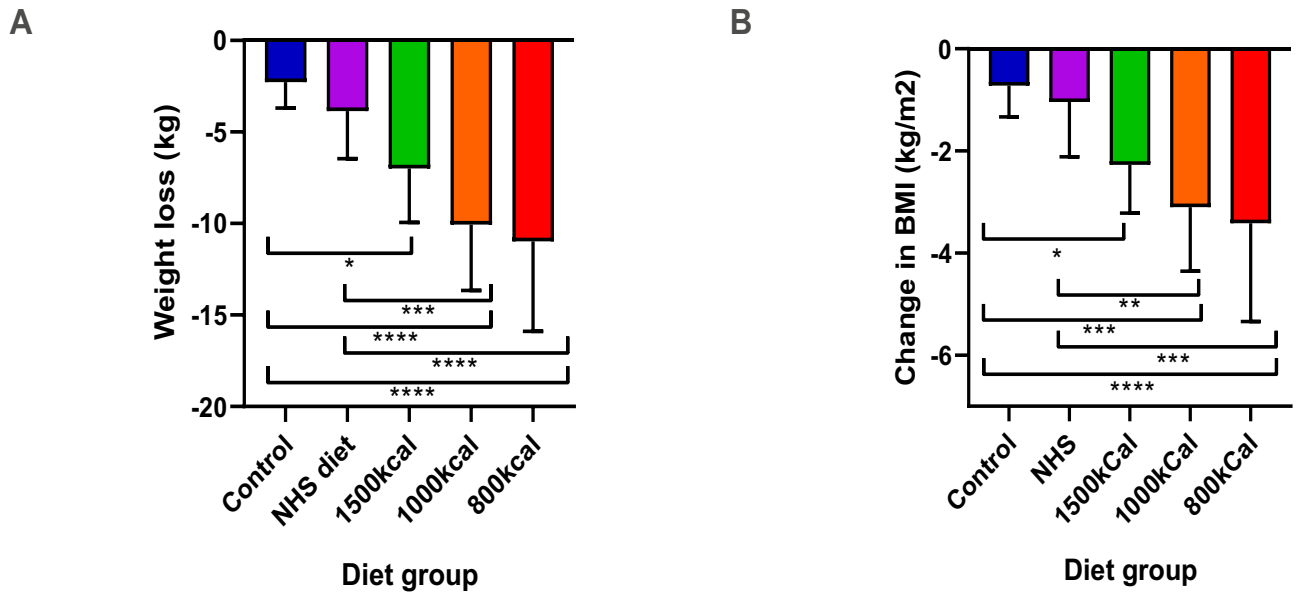 A
Weight loss (kg)
0
-5
-10
-15
-20
*
***
****
****
****
Control
NHS diet
1500kcal
1000kcal
800kcal
Diet group
B
Change in BMI (kg/m2)
0
-2
-4
-6
*
**
***
***
****
Control
NHS
1500kCal
1000kCal
800kCal
Diet group